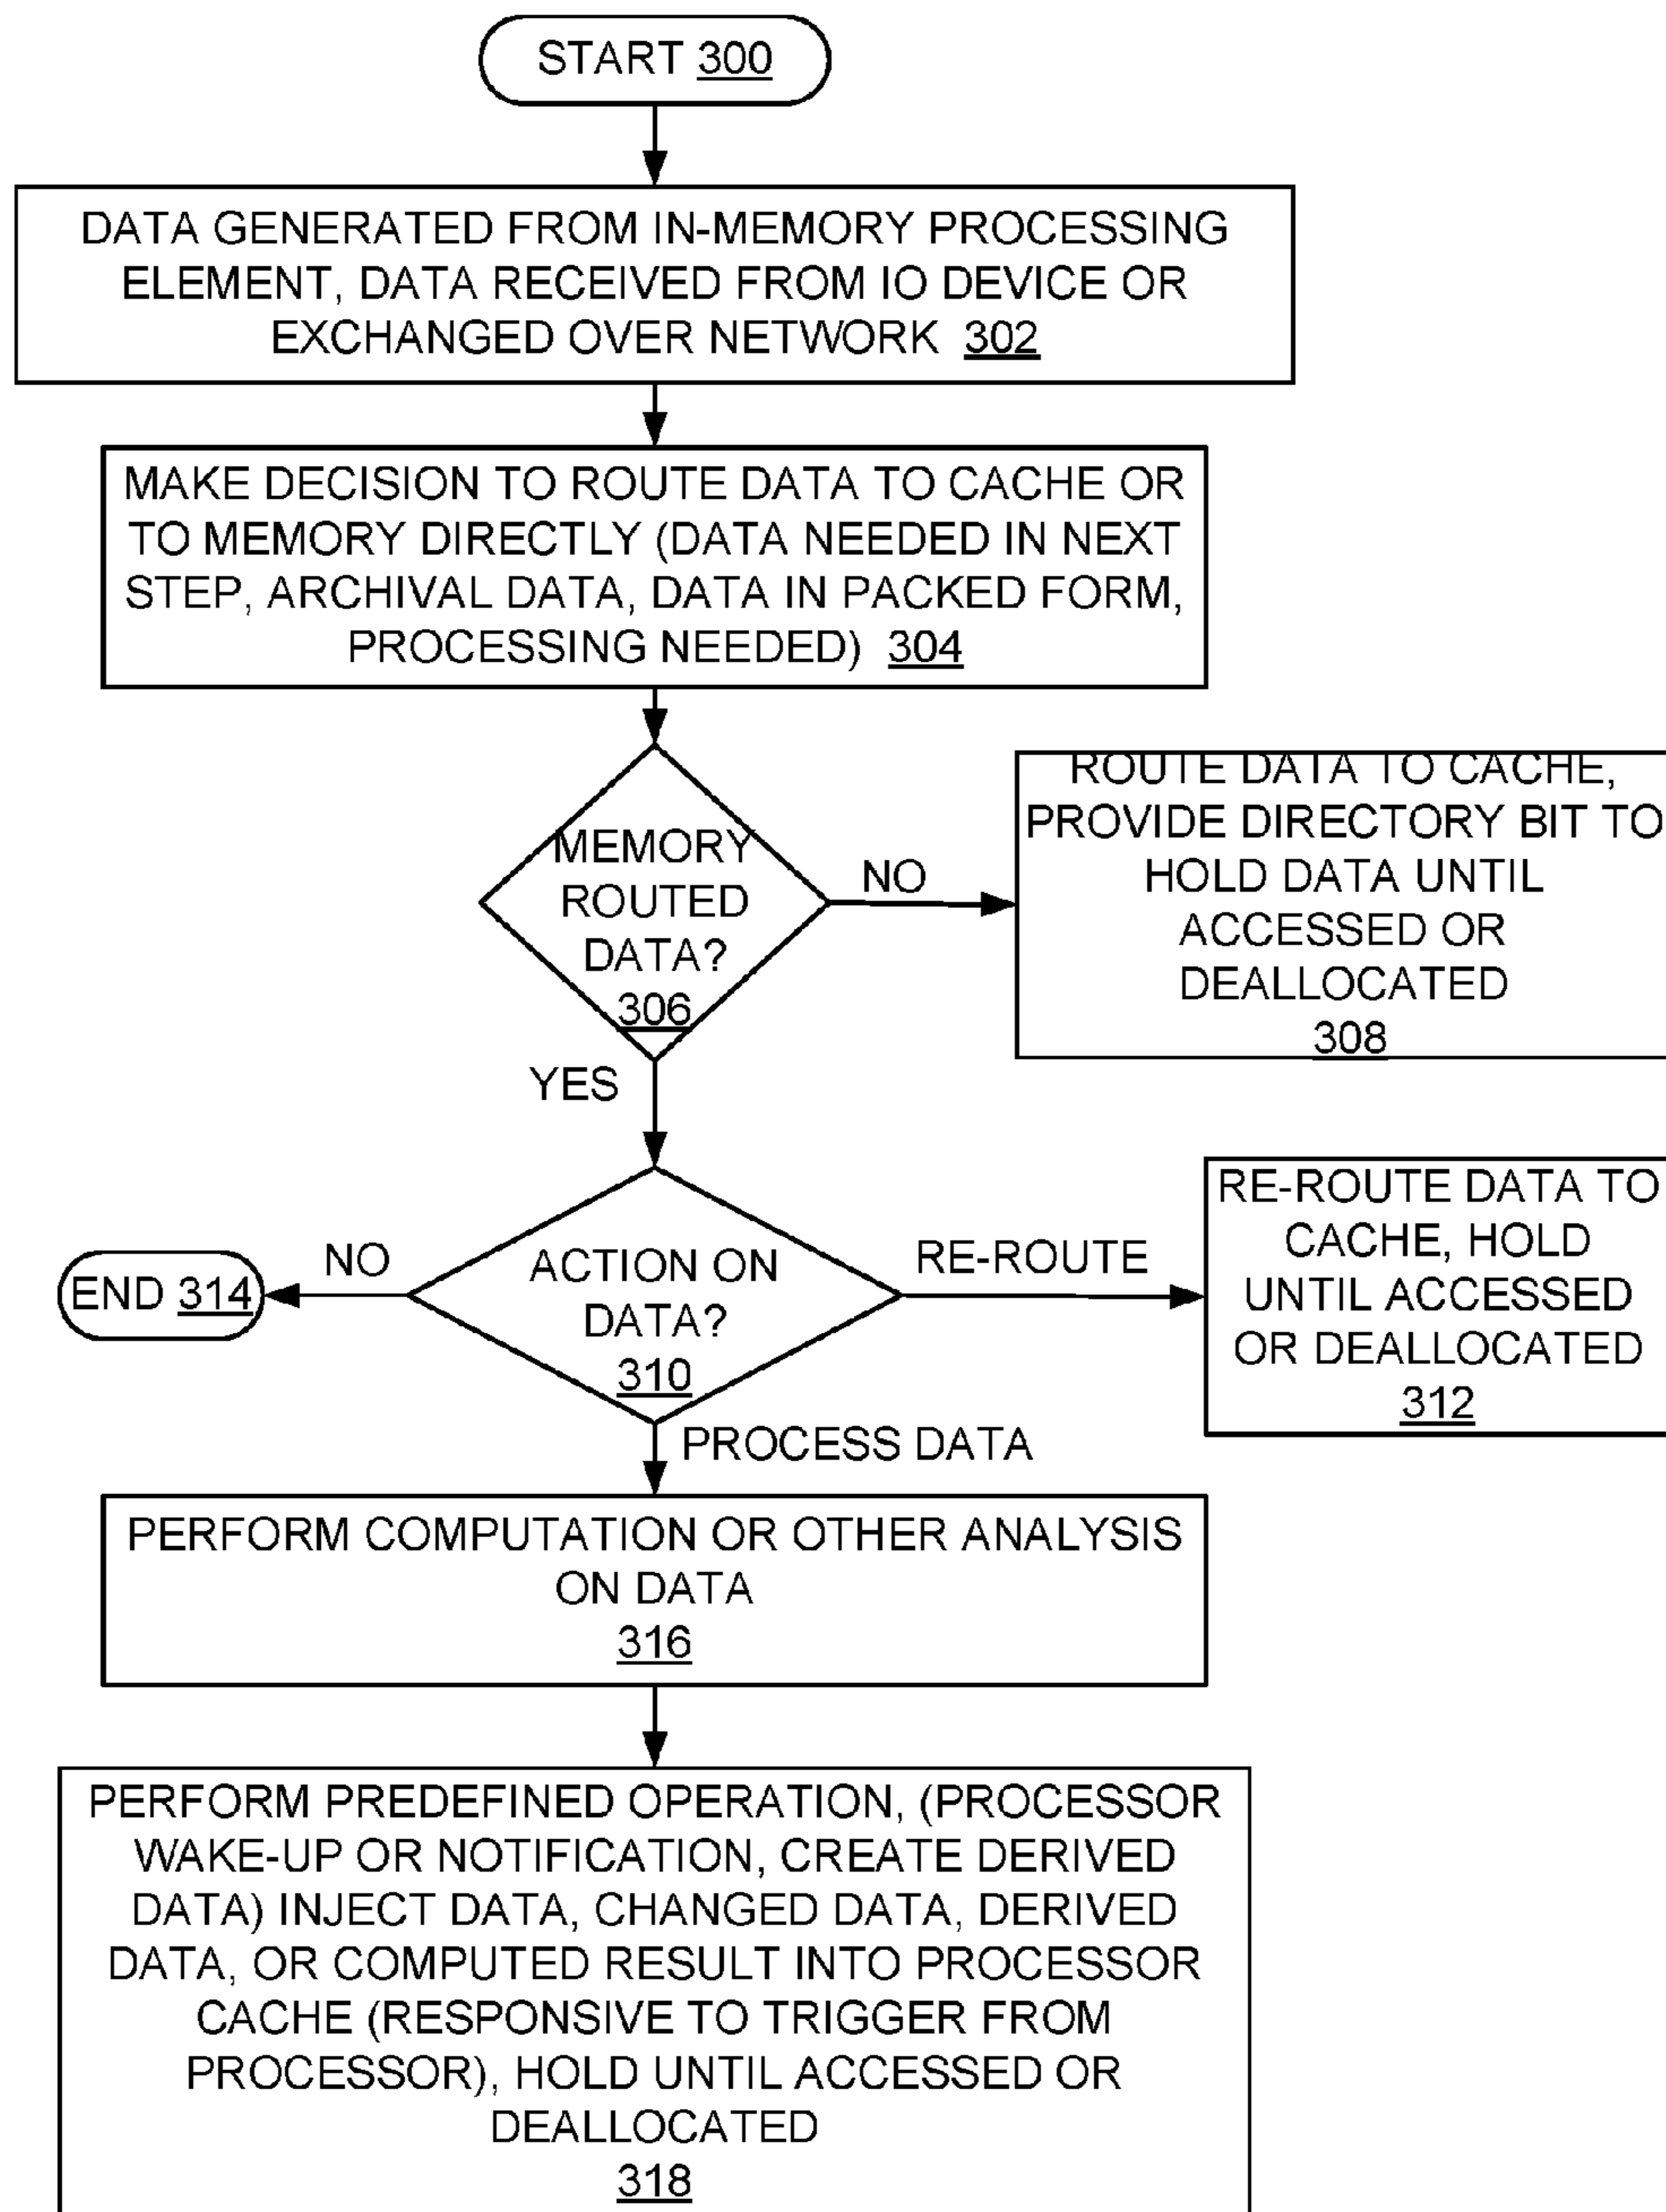 START 300
DATA GENERATED FROM IN-MEMORY PROCESSING
ELEMENT, DATA RECEIVED FROM IO DEVICE OR
EXCHANGED OVER NETWORK 302
MAKE DECISION TO ROUTE DATA TO CACHE OR
TO MEMORY DIRECTLY (DATA NEEDED IN NEXT
STEP, ARCHIVAL DATA, DATA IN PACKED FORM,
PROCESSING NEEDED) 304
MEMORY
ROUTED
DATA?
306
NO
ROUTE DATA TO CACHE,
PROVIDE DIRECTORY BIT TO
HOLD DATA UNTIL
ACCESSED OR
DEALLOCATED
308
YES
ACTION ON
DATA?
310
NO
END 314
RE-ROUTE
RE-ROUTE DATA TO
CACHE, HOLD
UNTIL ACCESSED
OR DEALLOCATED
312
PROCESS DATA
PERFORM COMPUTATION OR OTHER ANALYSIS
ON DATA
316
PERFORM PREDEFINED OPERATION, (PROCESSOR
WAKE-UP OR NOTIFICATION, CREATE DERIVED
DATA) INJECT DATA, CHANGED DATA, DERIVED
DATA, OR COMPUTED RESULT INTO PROCESSOR
CACHE (RESPONSIVE TO TRIGGER FROM
PROCESSOR), HOLD UNTIL ACCESSED OR
DEALLOCATED
318